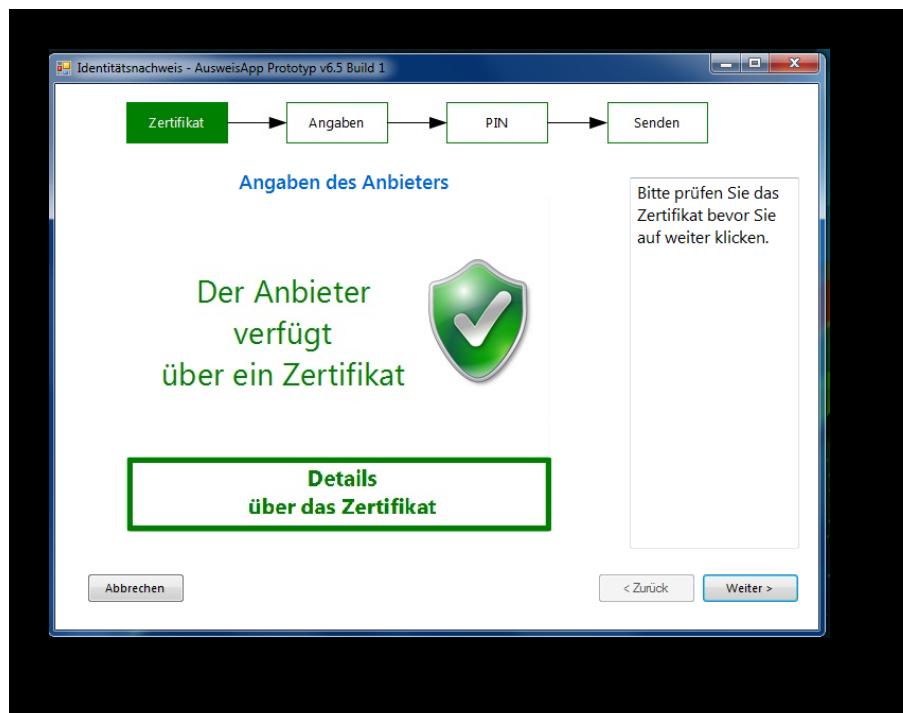 Identitätsnachweis - AusweisApp Prototyp v6.5 Build 1
Zertifikat
Angaben
PIN
Senden
Angaben des Anbieters
Der Anbieter
verfügt
über ein Zertifikat
Details
über das Zertifikat
Bitte prüfen Sie das
Zertifikat bevor Sie
auf weiter klicken.
Abbrechen
< Zurück
Weiter >